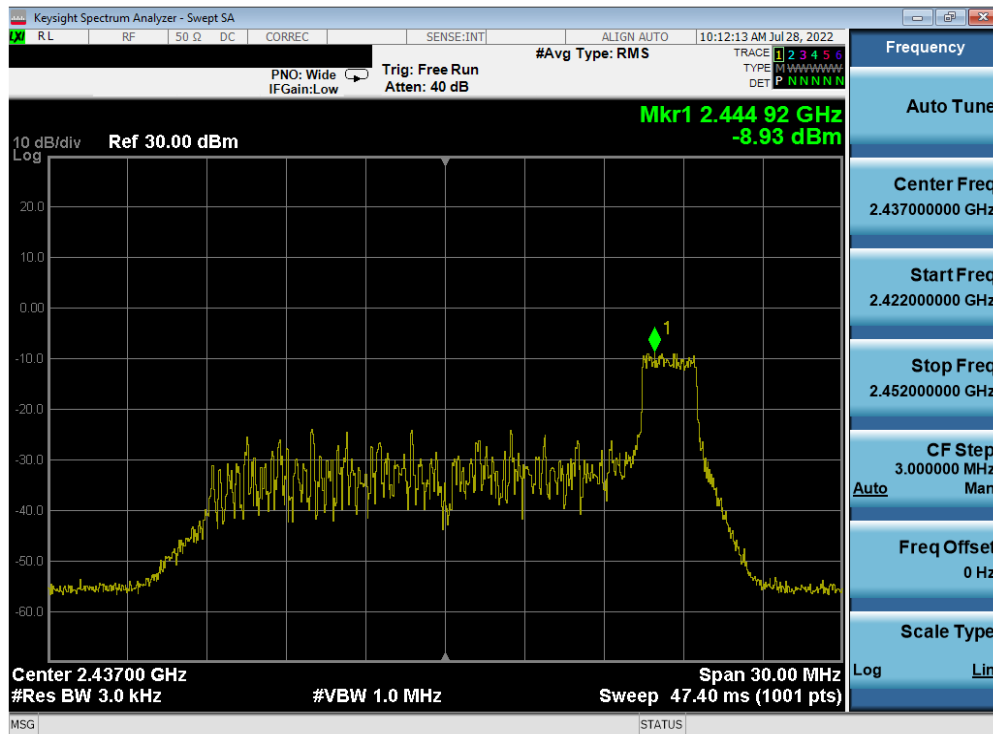 Keysight Spectrum Analyzer - Swept SA
LXI RL RF 50 Ω DC CORREC SENSE:INT ALIGN AUTO 10:12:13 AM Jul 28, 2022
#Avg Type: RMS
TRACE 1 2 3 4 5 6
PNO: Wide Trig: Free Run TYPE M W W W W W
IFGain:Low Atten: 40 dB DET P N N N N N
Mkr1 2.444 92 GHz
-8.93 dBm
10 dB/div Ref 30.00 dBm
Log
20.0
10.0
0.00
-10.0
-20.0
-30.0
-40.0
-50.0
-60.0
1
Center 2.43700 GHz Span 30.00 MHz
#Res BW 3.0 kHz #VBW 1.0 MHz Sweep 47.40 ms (1001 pts)
MSG STATUS
Frequency
Auto Tune
Center Freq
2.437000000 GHz
Start Freq
2.422000000 GHz
Stop Freq
2.452000000 GHz
CF Step
3.000000 MHz
Auto Man
Freq Offset
0 Hz
Scale Type
Log Lin